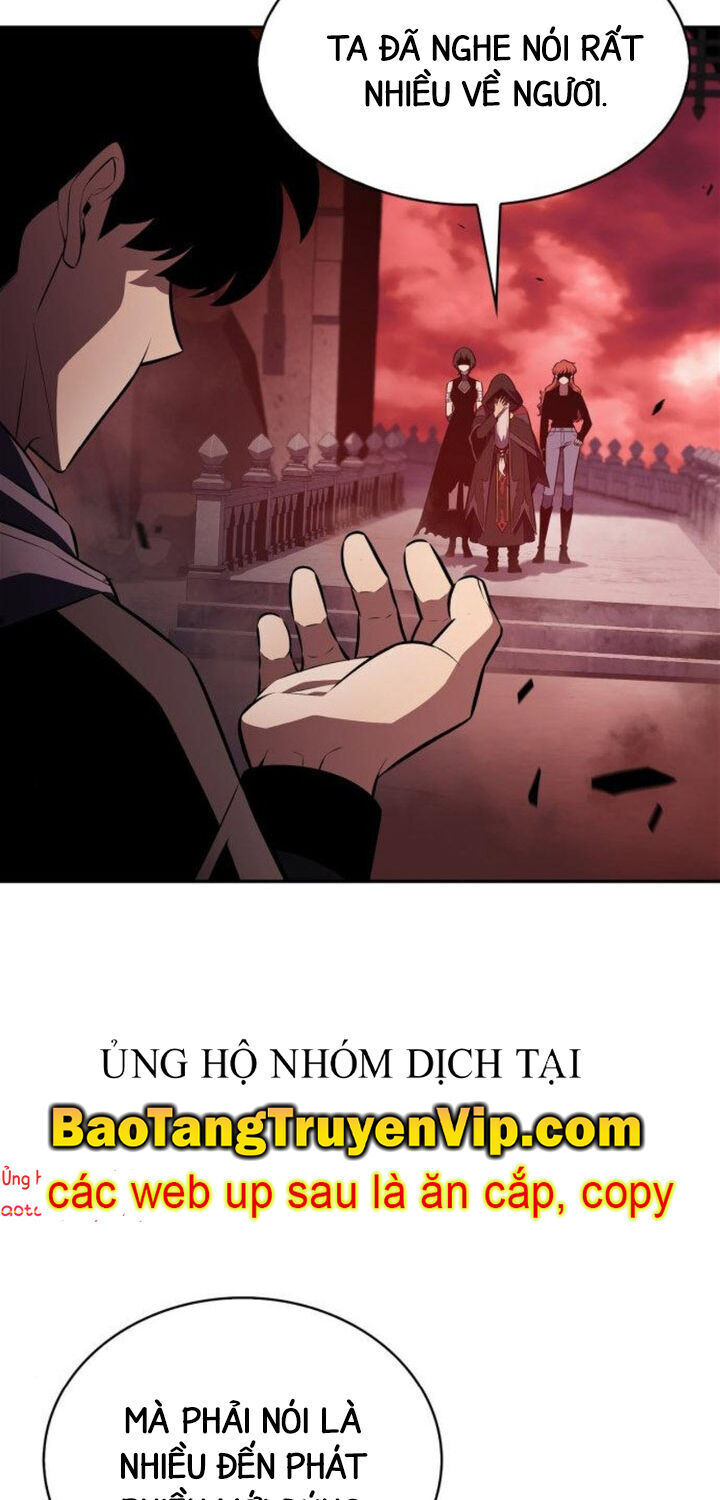 TA ĐÃ NGHE NÓI RẤT
NHIỀU VỀ NGƯƠI.
ỦNG HỘ NHÓM DỊCH TẠI
BaoTangTruyenVip.com
Ủng
các web up sau là ăn cắp, copy
MÀ PHẢI NÓI LÀ
NHIỀU ĐẾN PHÁT